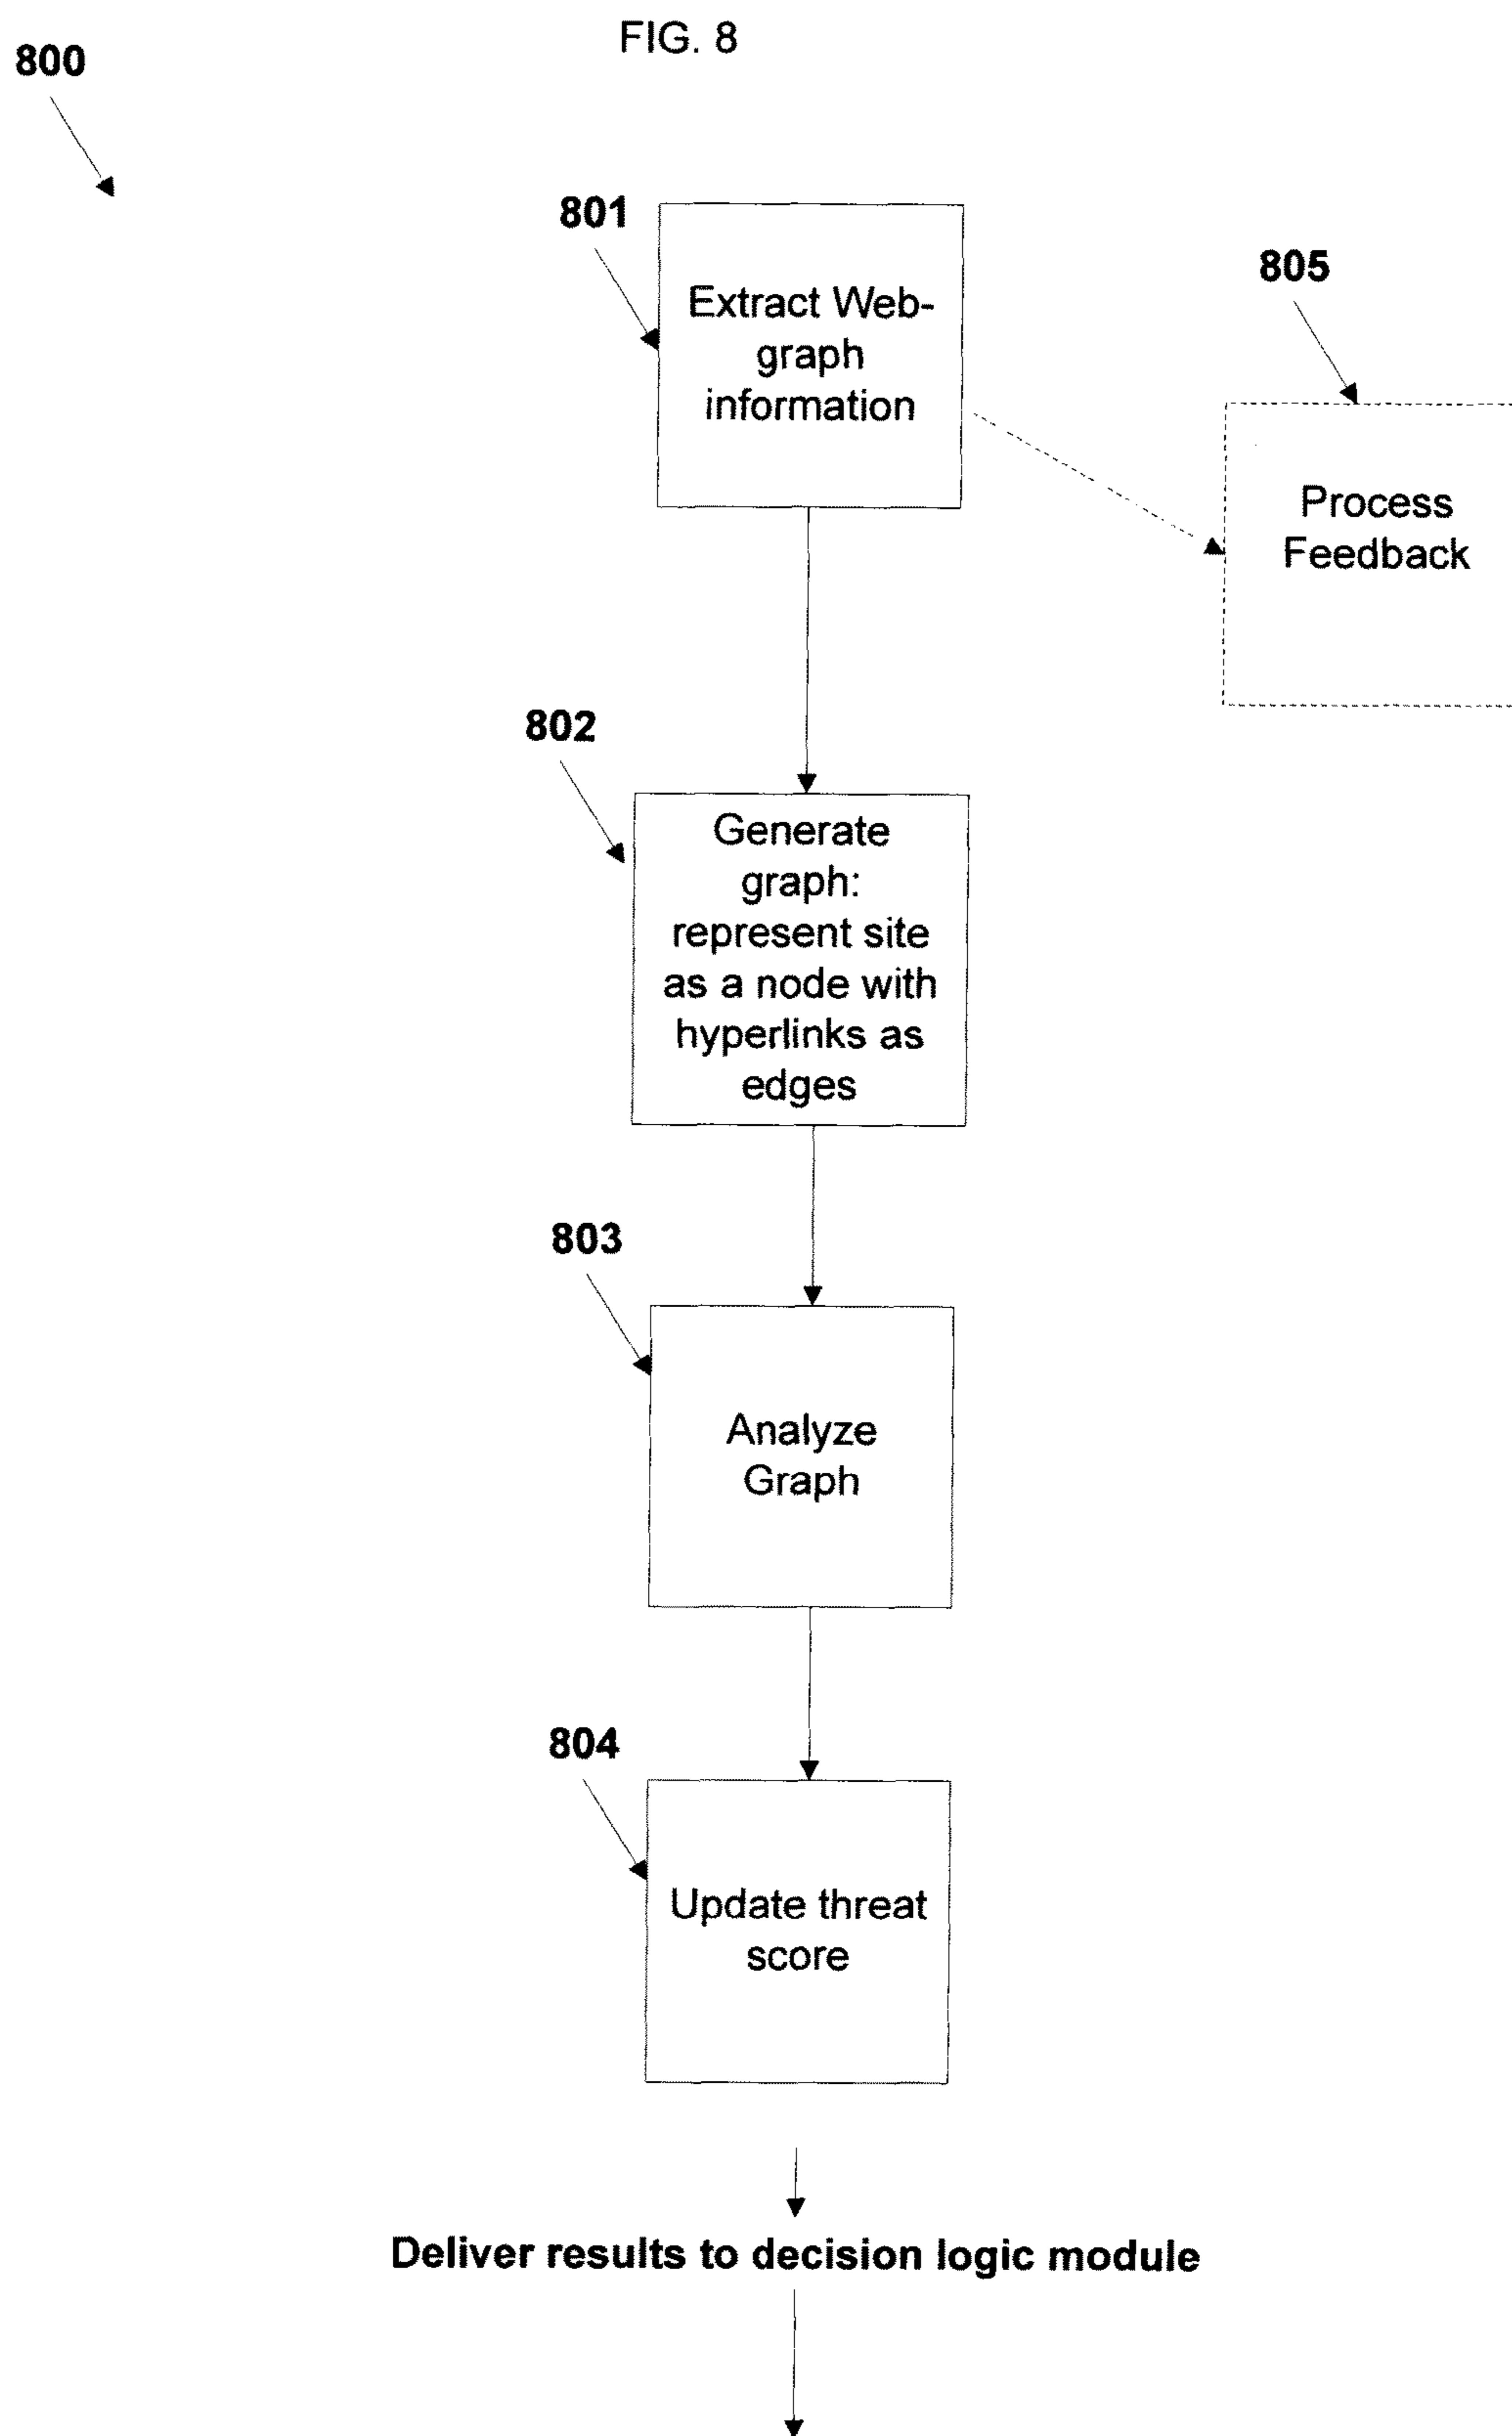 FIG. 8
800
801
Extract Web-
graph
information
805
Process
Feedback
802
Generate
graph:
represent site
as a node with
hyperlinks as
edges
803
Analyze
Graph
804
Update threat
score
Deliver results to decision logic module